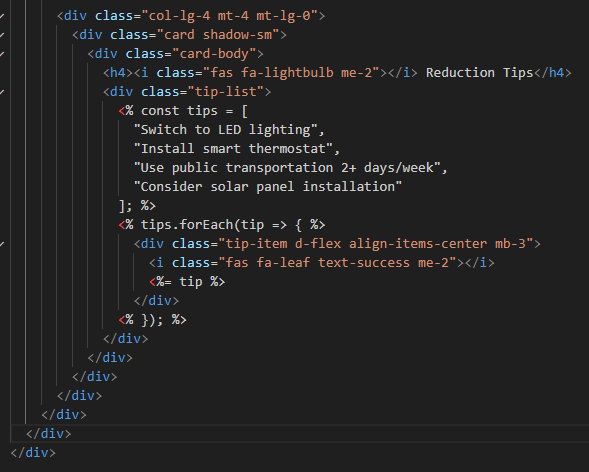 <div class="col-lg-4 mt-4 mt-lg-0">
<div class="card shadow-sm">
<div class="card-body">
<h4><i class="fas fa-lightbulb me-2"></i> Reduction Tips</h4>
<div class="tip-list">
<% const tips = [
"Switch to LED lighting",
"Install smart thermostat",
"Use public transportation 2+ days/week",
"Consider solar panel installation"
]; %>
<% tips.forEach(tip => { %>
<div class="tip-item d-flex align-items-center mb-3">
<i class="fas fa-leaf text-success me-2"></i>
<%= tip %>
</div>
<% }); %>
</div>
</div>
</div>
</div>
</div>
</div>
</div>